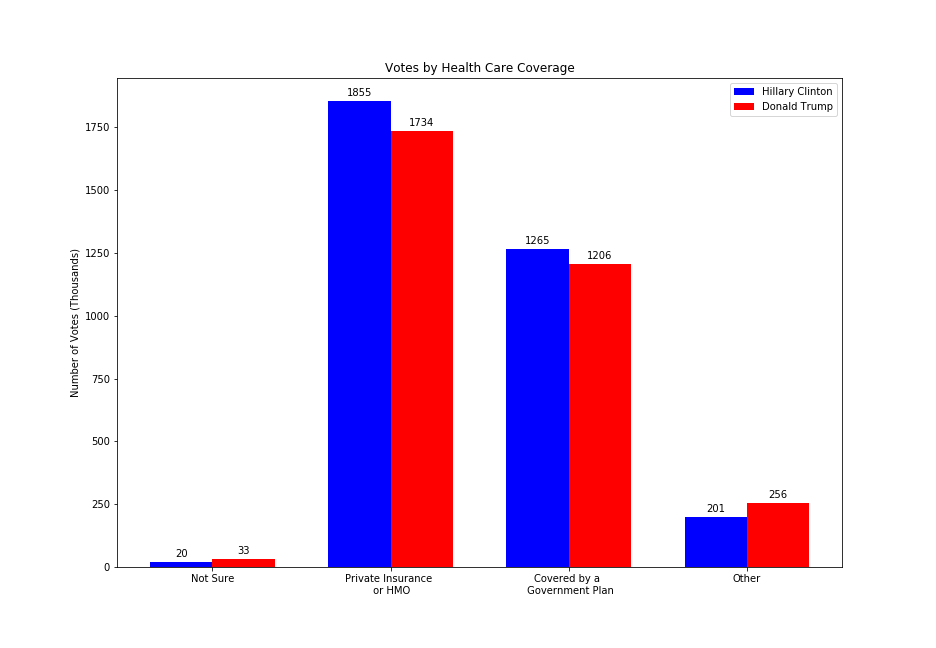 Votes by Health Care Coverage
Hillary Clinton
Donald Trump
Number of Votes (Thousands)
1750
1500
1250
1000
750
500
250
0
20
33
1855
1734
1265
1206
201
256
Not Sure
Private Insurance
or HMO
Covered by a
Government Plan
Other